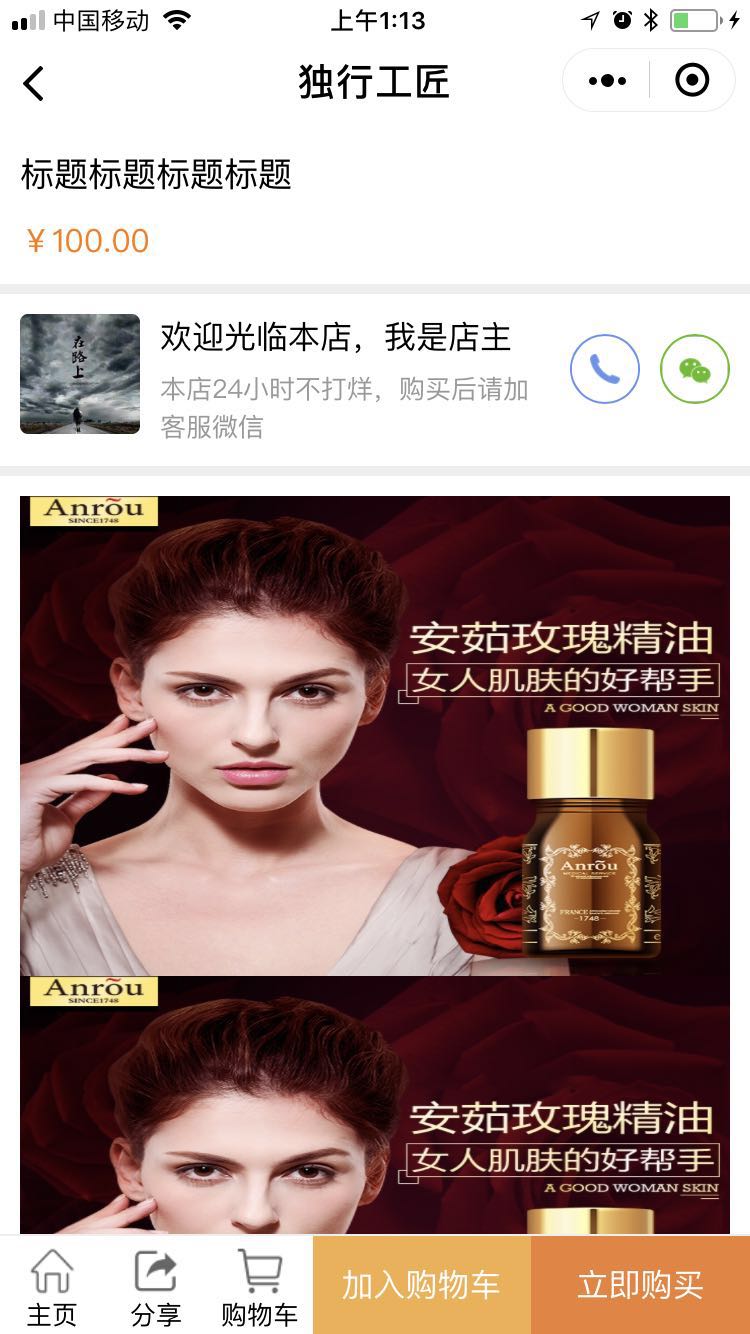 中国移动
上午1:13
独行工匠
标题标题标题标题
¥100.00
在路上
欢迎光临本店，我是店主
本店24小时不打烊，购买后请加
客服微信
Anrõu
SINCE1748
安茹玫瑰精油
女人肌肤的好帮手
A GOOD WOMAN SKIN
Anrõu
MEDICAL SERVICE
FRANCE
1748
Anrõu
SINCE1748
安茹玫瑰精油
女人肌肤的好帮手
A GOOD WOMAN SKIN
主页
分享
购物车
加入购物车
立即购买